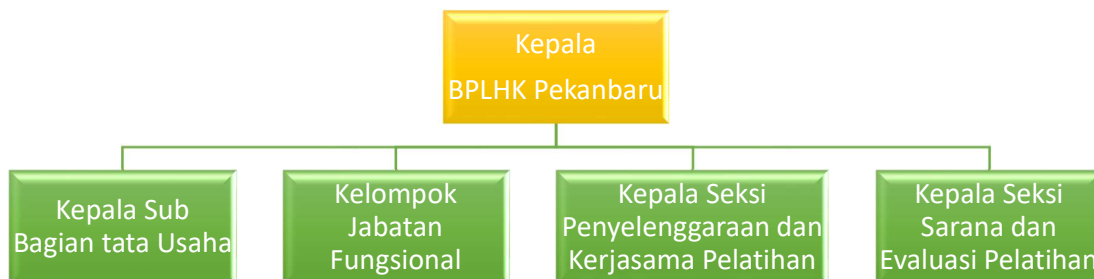 Kepala
BPLHK Pekanbaru
Kepala Sub
Bagian tata Usaha
Kelompok
Jabatan
Fungsional
Kepala Seksi
Penyelenggaraan dan
Kerjasama Pelatihan
Kepala Seksi
Sarana dan
Evaluasi Pelatihan